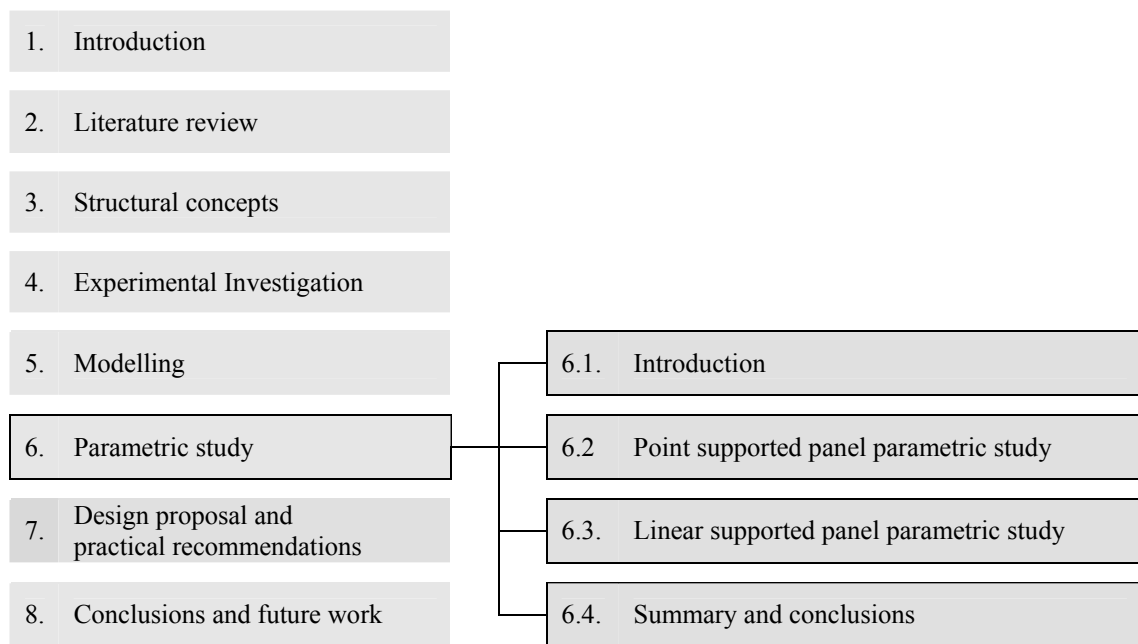 1. Introduction
2. Literature review
3. Structural concepts
4. Experimental Investigation
5. Modelling
6. Parametric study
7. Design proposal and
practical recommendations
8. Conclusions and future work
6.1. Introduction
6.2 Point supported panel parametric study
6.3. Linear supported panel parametric study
6.4. Summary and conclusions